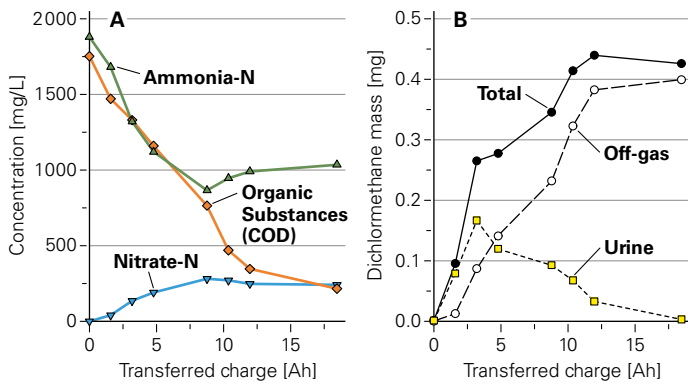 A
2000
1500
1000
500
0
Concentration [mg/L]
Ammonia-N
Organic
Substances
(COD)
Nitrate-N
0
5
10
15
Transferred charge [Ah]
B
0.5
0.4
0.3
0.2
0.1
0.0
Dichlormethane mass [mg]
Total
Off-gas
Urine
0
5
10
15
Transferred charge [Ah]